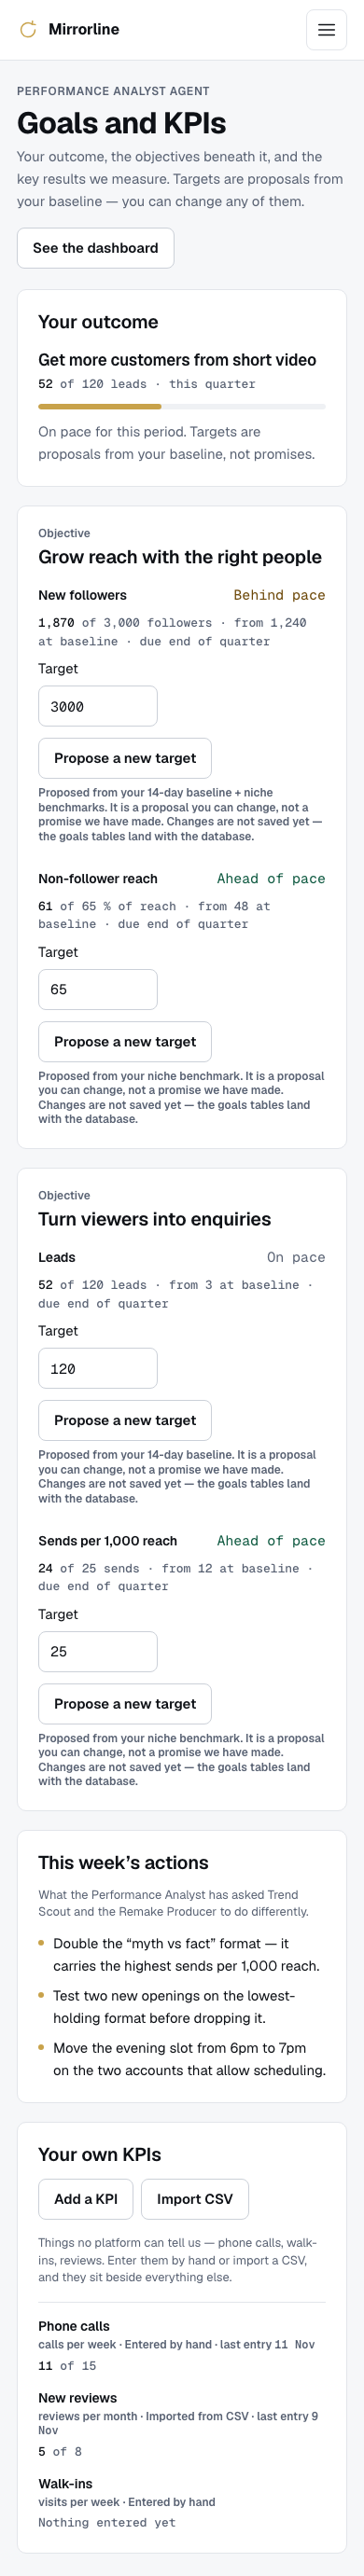 Mirrorline
PERFORMANCE ANALYST AGENT
Goals and KPIs
Your outcome, the objectives beneath it, and the
key results we measure. Targets are proposals from
your baseline — you can change any of them.
See the dashboard
Your outcome
Get more customers from short video
52 of 120 leads · this quarter
On pace for this period. Targets are
proposals from your baseline, not promises.
Objective
Grow reach with the right people
New followers Behind pace
1,870 of 3,000 followers · from 1,240
at baseline · due end of quarter
Target
3000
Propose a new target
Proposed from your 14-day baseline + niche
benchmarks. It is a proposal you can change, not a
promise we have made. Changes are not saved yet —
the goals tables land with the database.
Non-follower reach Ahead of pace
61 of 65 % of reach · from 48 at
baseline · due end of quarter
Target
65
Propose a new target
Proposed from your niche benchmark. It is a proposal
you can change, not a promise we have made.
Changes are not saved yet — the goals tables land
with the database.
Objective
Turn viewers into enquiries
Leads On pace
52 of 120 leads · from 3 at baseline ·
due end of quarter
Target
120
Propose a new target
Proposed from your 14-day baseline. It is a proposal
you can change, not a promise we have made.
Changes are not saved yet — the goals tables land
with the database.
Sends per 1,000 reach Ahead of pace
24 of 25 sends · from 12 at baseline ·
due end of quarter
Target
25
Propose a new target
Proposed from your niche benchmark. It is a proposal
you can change, not a promise we have made.
Changes are not saved yet — the goals tables land
with the database.
This week’s actions
What the Performance Analyst has asked Trend
Scout and the Remake Producer to do differently.
Double the “myth vs fact” format — it
carries the highest sends per 1,000 reach.
Test two new openings on the lowest-
holding format before dropping it.
Move the evening slot from 6pm to 7pm
on the two accounts that allow scheduling.
Your own KPIs
Add a KPI Import CSV
Things no platform can tell us — phone calls, walk-
ins, reviews. Enter them by hand or import a CSV,
and they sit beside everything else.
Phone calls
calls per week · Entered by hand · last entry 11 Nov
11 of 15
New reviews
reviews per month · Imported from CSV · last entry 9
Nov
5 of 8
Walk-ins
visits per week · Entered by hand
Nothing entered yet